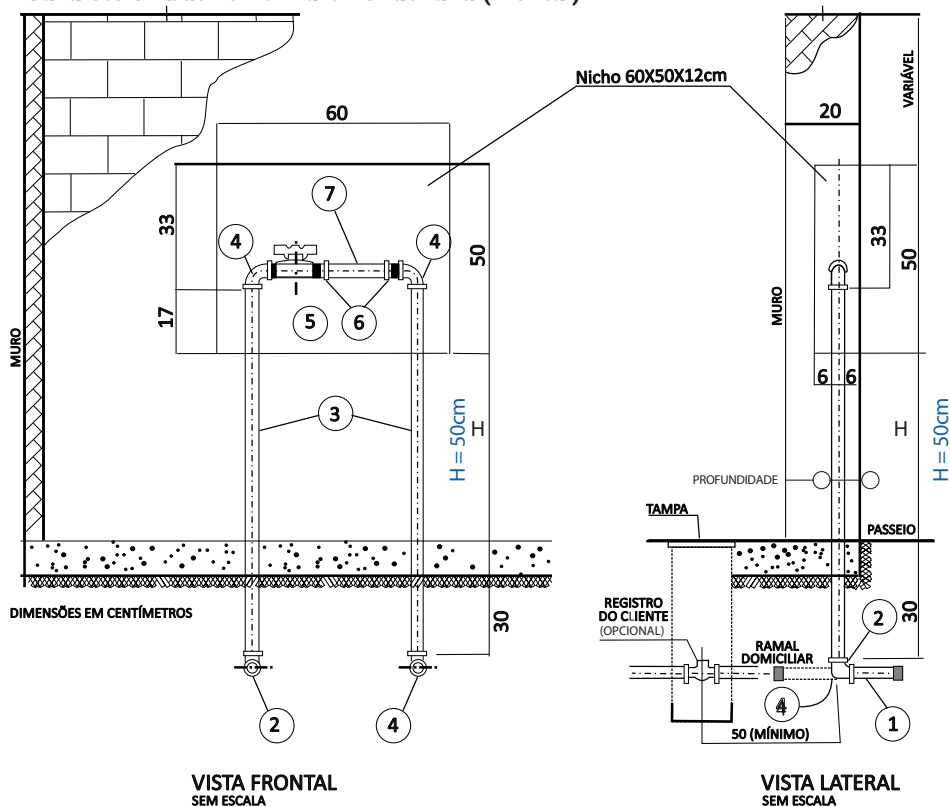 Nicho 60X50X12cm
60
7
4
4
33
50
17
5
6
MURO
3
H = 50cm
H
DIMENSÕES EM CENTÍMETROS
30
2
4
VISTA FRONTAL
SEM ESCALA
VARIÁVEL
20
33
50
MURO
6
6
H
H = 50cm
PROFUNDIDADE
TAMPA
PASSEIO
REGISTRO
DO CLIENTE
(OPCIONAL)
RAMAL
DOMICILIAR
30
2
4
1
50 (MÍNIMO)
VISTA LATERAL
SEM ESCALA